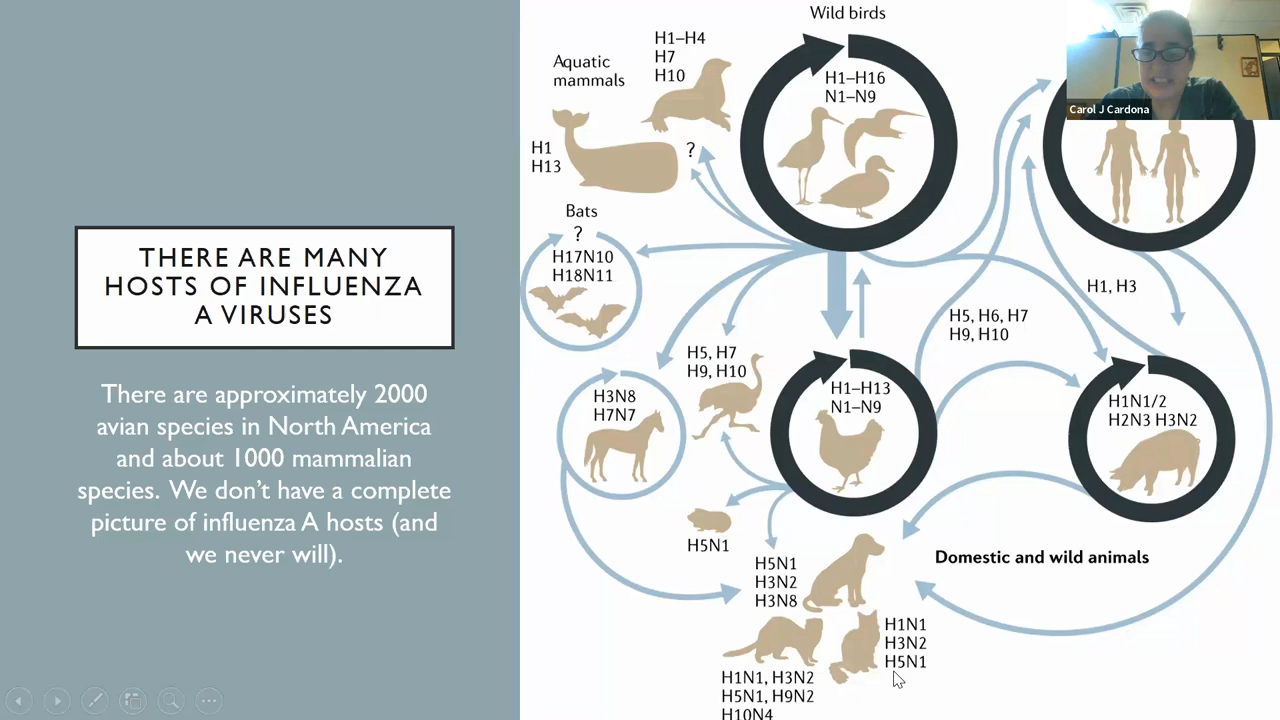 THERE ARE MANY
HOSTS OF INFLUENZA
A VIRUSES
There are approximately 2000
avian species in North America
and about 1000 mammalian
species. We don't have a complete
picture of influenza A hosts (and
we never will).
Wild birds
H1–H16
N1–N9
Aquatic
mammals
H1–H4
H7
H10
H1
H13
?
Bats
?
H17N10
H18N11
Carol J Cardona
H1, H3
H5, H6, H7
H9, H10
H5, H7
H9, H10
H3N8
H7N7
H1–H13
N1–N9
H1N1/2
H2N3 H3N2
H5N1
H5N1
H3N2
H3N8
Domestic and wild animals
H1N1
H3N2
H5N1
H1N1, H3N2
H5N1, H9N2
H10N4